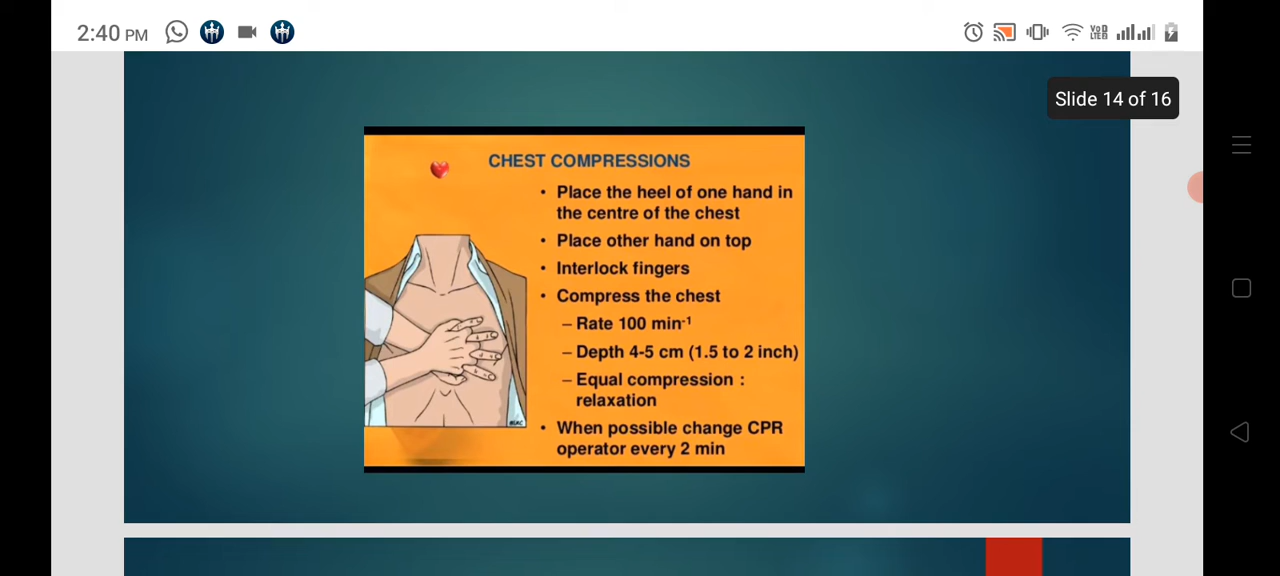 2:40 PM
Slide 14 of 16
CHEST COMPRESSIONS
• Place the heel of one hand in
the centre of the chest
• Place other hand on top
• Interlock fingers
• Compress the chest
– Rate 100 min⁻¹
– Depth 4-5 cm (1.5 to 2 inch)
– Equal compression :
relaxation
• When possible change CPR
operator every 2 min